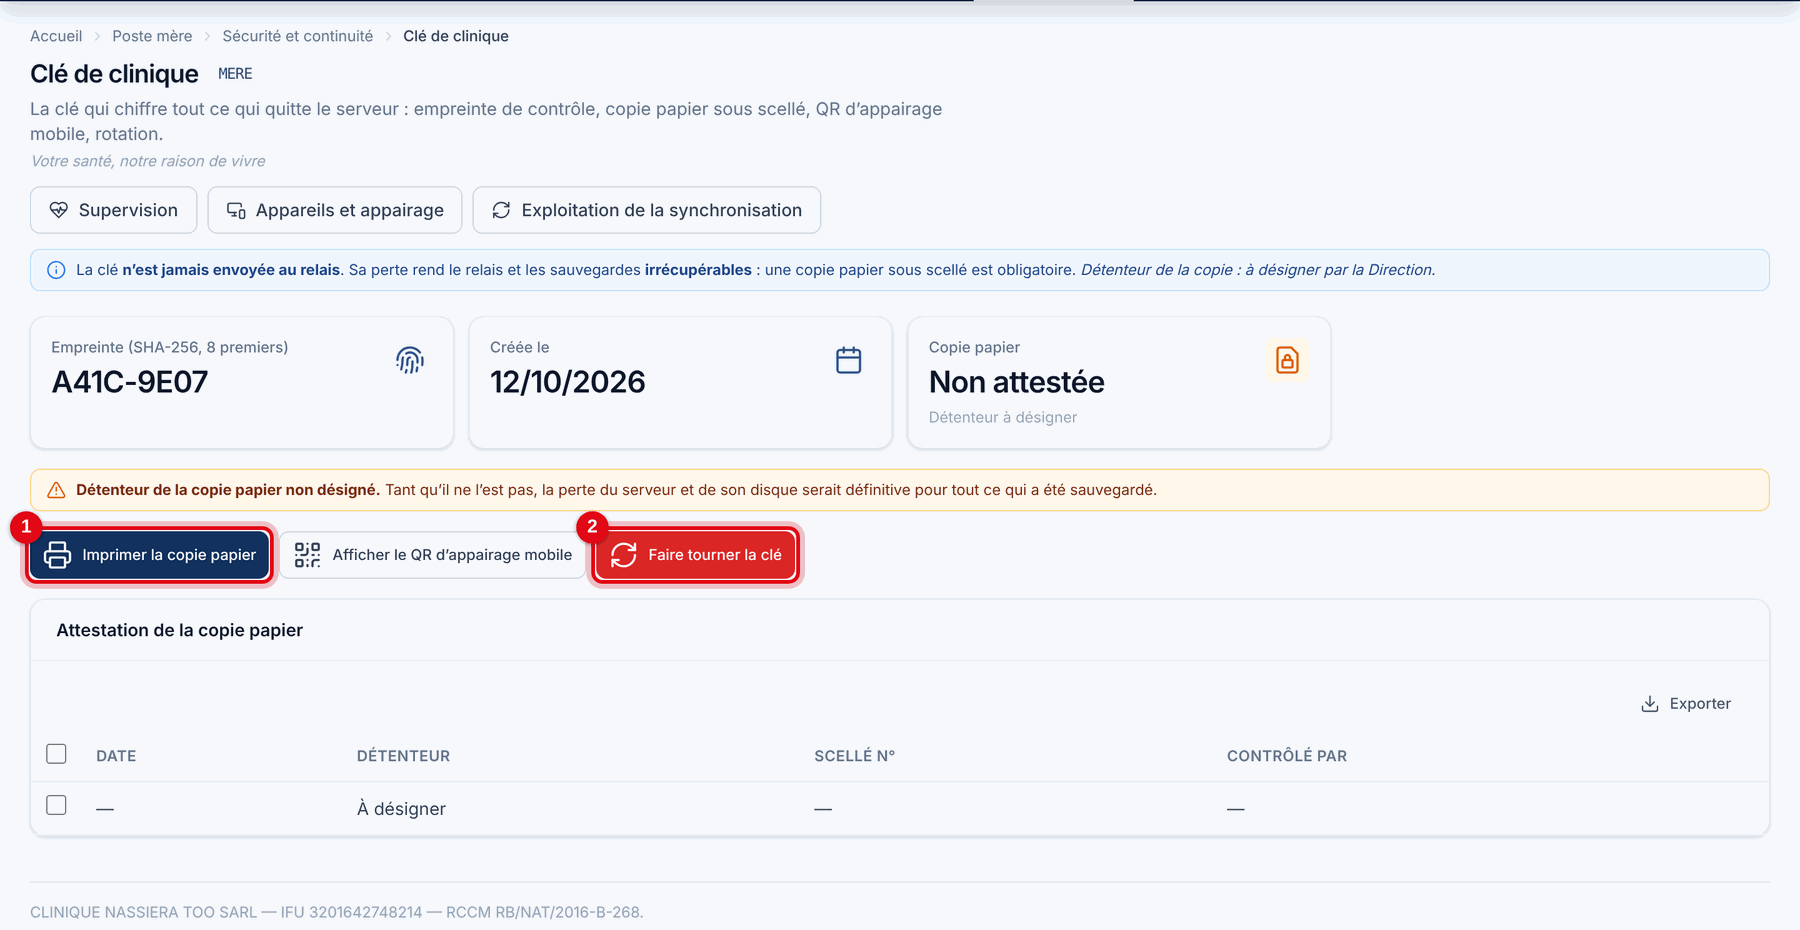 Accueil > Poste mère > Sécurité et continuité > Clé de clinique
Clé de clinique MERE
La clé qui chiffre tout ce qui quitte le serveur : empreinte de contrôle, copie papier sous scellé, QR d’appairage
mobile, rotation.
Votre santé, notre raison de vivre
Supervision Appareils et appairage Exploitation de la synchronisation
La clé n’est jamais envoyée au relais. Sa perte rend le relais et les sauvegardes irrécupérables : une copie papier sous scellé est obligatoire. Détenteur de la copie : à désigner par la Direction.
Empreinte (SHA-256, 8 premiers)
A41C-9E07
Créée le
12/10/2026
Copie papier
Non attestée
Détenteur à désigner
Détenteur de la copie papier non désigné. Tant qu’il ne l’est pas, la perte du serveur et de son disque serait définitive pour tout ce qui a été sauvegardé.
1 Imprimer la copie papier Afficher le QR d’appairage mobile 2 Faire tourner la clé
Attestation de la copie papier
Exporter
DATE DÉTENTEUR SCELLÉ N° CONTRÔLÉ PAR
— À désigner — —
CLINIQUE NASSIERA TOO SARL — IFU 3201642748214 — RCCM RB/NAT/2016-B-268.